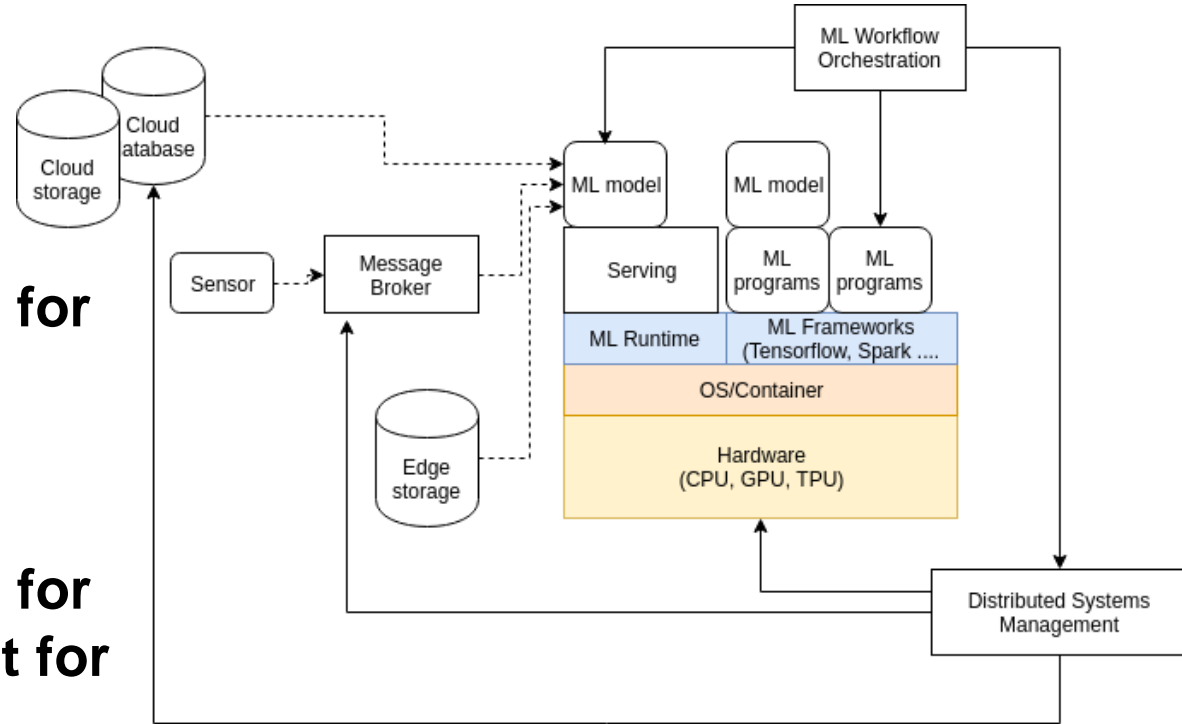 ML Workflow
Orchestration
Cloud
atabase
Cloud
storage
ML model
ML model
Sensor
Message
Broker
Serving
ML
programs
ML
programs
for
ML Runtime
ML Frameworks
(Tensorflow, Spark ....
OS/Container
Hardware
(CPU, GPU, TPU)
Edge
storage
for
t for
Distributed Systems
Management